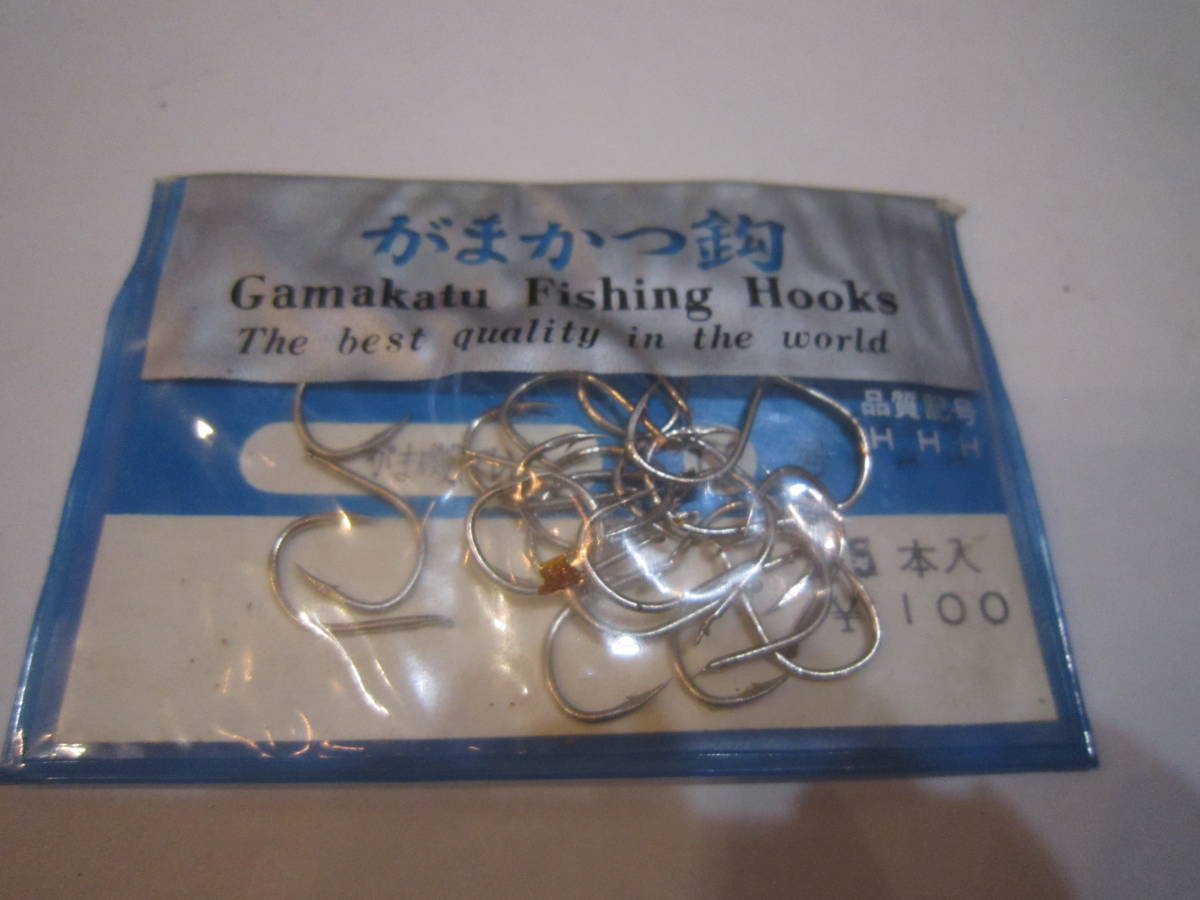 がまかつ鈎
Gamakatu Fishing Hooks
The best quality in the world
品質記号
H H H
5 本入
¥ 100